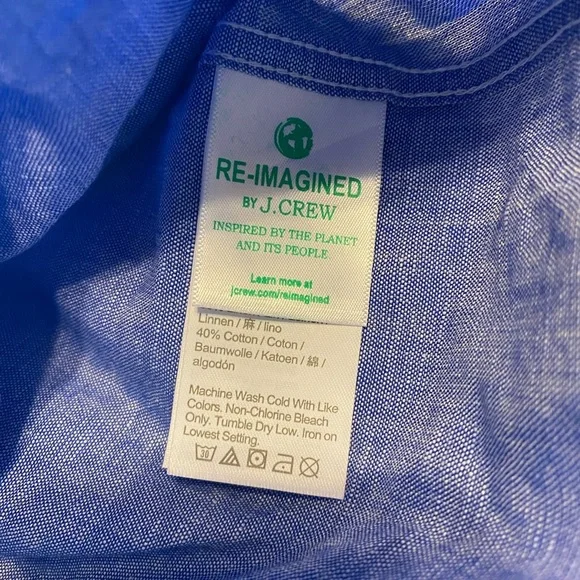 RE-IMAGINED
BY J.CREW
INSPIRED BY THE PLANET
AND ITS PEOPLE
Learn more at
jcrew.com/reimagined
Linnen / 麻 / lino
40% Cotton / Coton /
Baumwolle / Katoen / 綿 /
algodón
Machine Wash Cold With Like
Colors. Non-Chlorine Bleach
Only. Tumble Dry Low. Iron on
Lowest Setting.
30